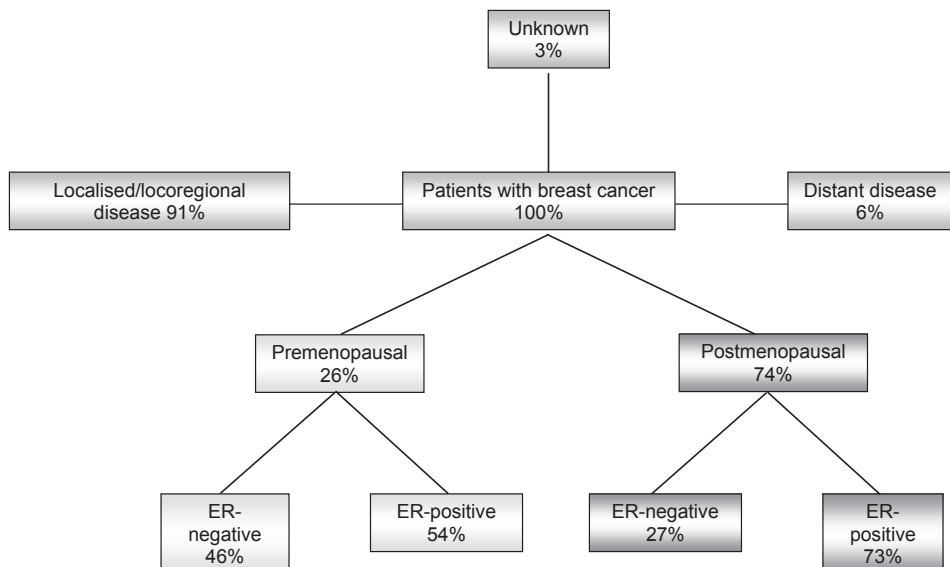 Unknown
3%
Localised/locoregional
disease 91%
Patients with breast cancer
100%
Distant disease
6%
Premenopausal
26%
Postmenopausal
74%
ER-
negative
46%
ER-positive
54%
ER-negative
27%
ER-
positive
73%